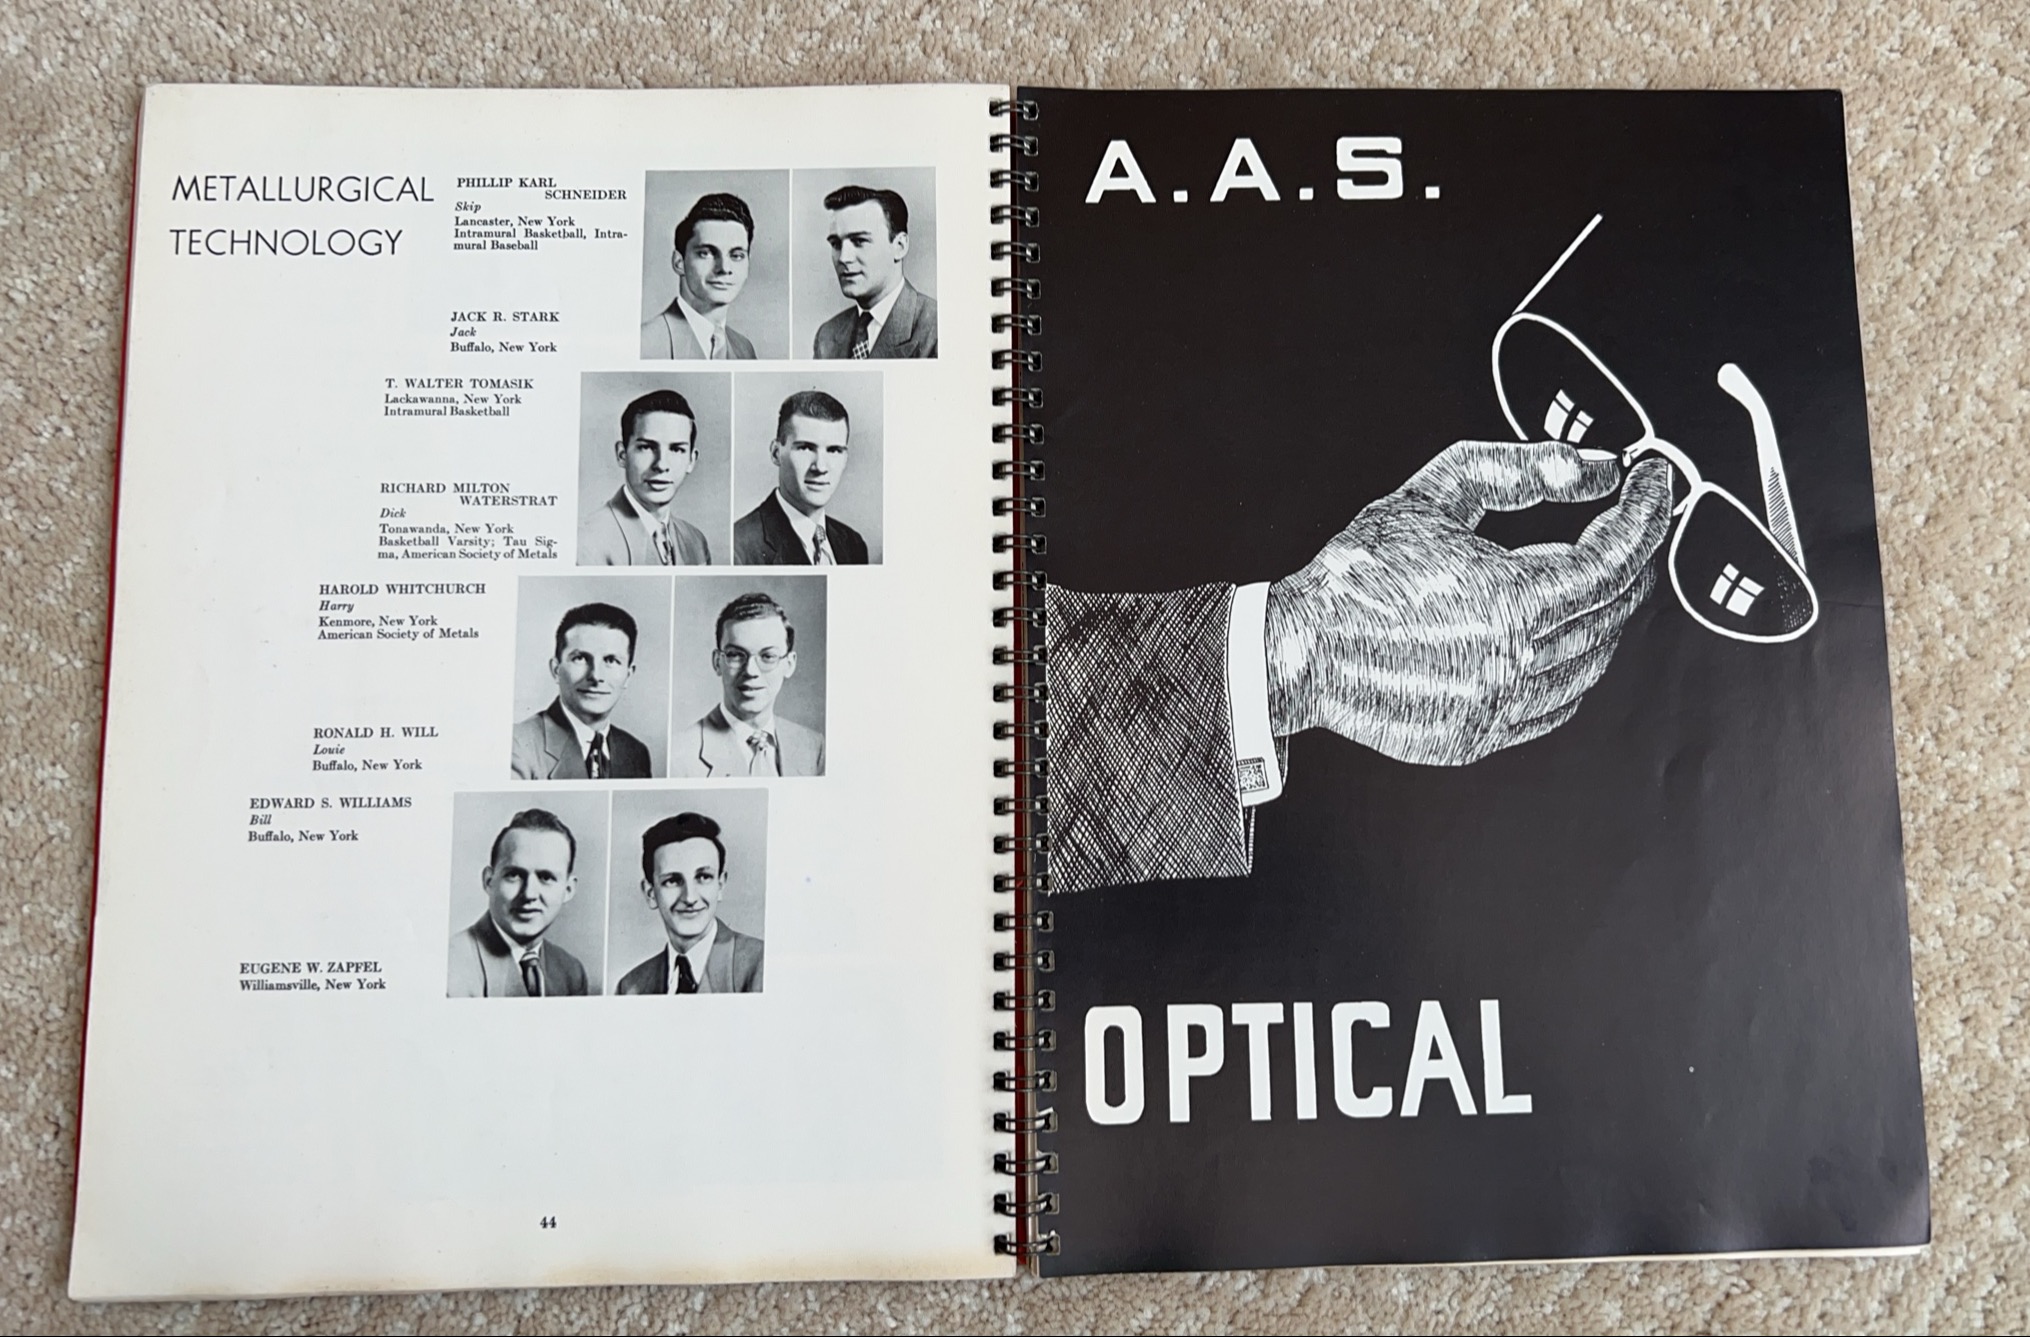 METALLURGICAL
TECHNOLOGY
PHILLIP KARL
SCHNEIDER
Skip
Lancaster, New York
Intramural Basketball, Intra-
mural Baseball
JACK R. STARK
Jack
Buffalo, New York
T. WALTER TOMASIK
Lackawanna, New York
Intramural Basketball
RICHARD MILTON
WATERSTRAT
Dick
Tonawanda, New York
Basketball Varsity; Tau Sig-
ma, American Society of Metals
HAROLD WHITCHURCH
Harry
Kenmore, New York
American Society of Metals
RONALD H. WILL
Louie
Buffalo, New York
EDWARD S. WILLIAMS
Bill
Buffalo, New York
EUGENE W. ZAPFEL
Williamsville, New York
44
A.A.S.
OPTICAL